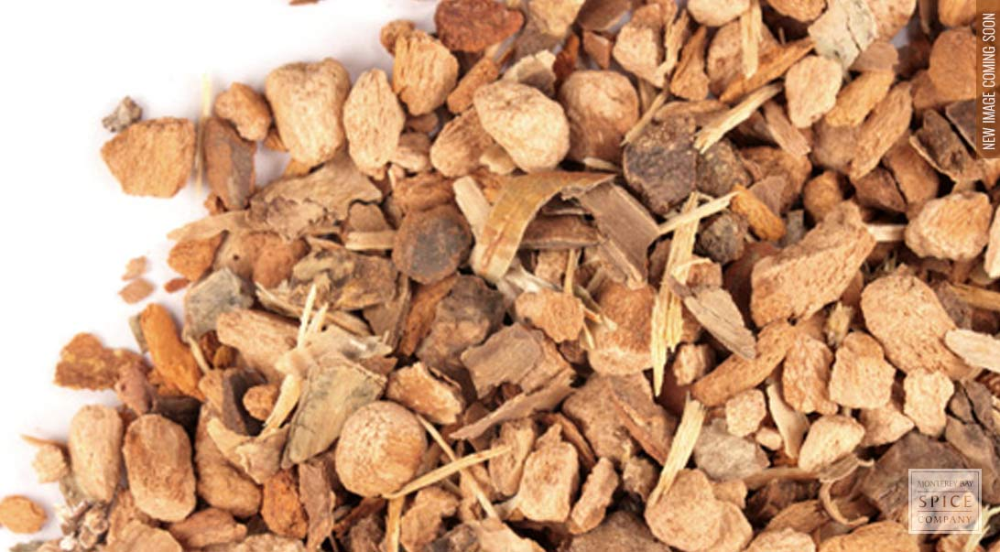 NEW IMAGE COMING SOON
MONTEREY BAY
SPICE
COMPANY